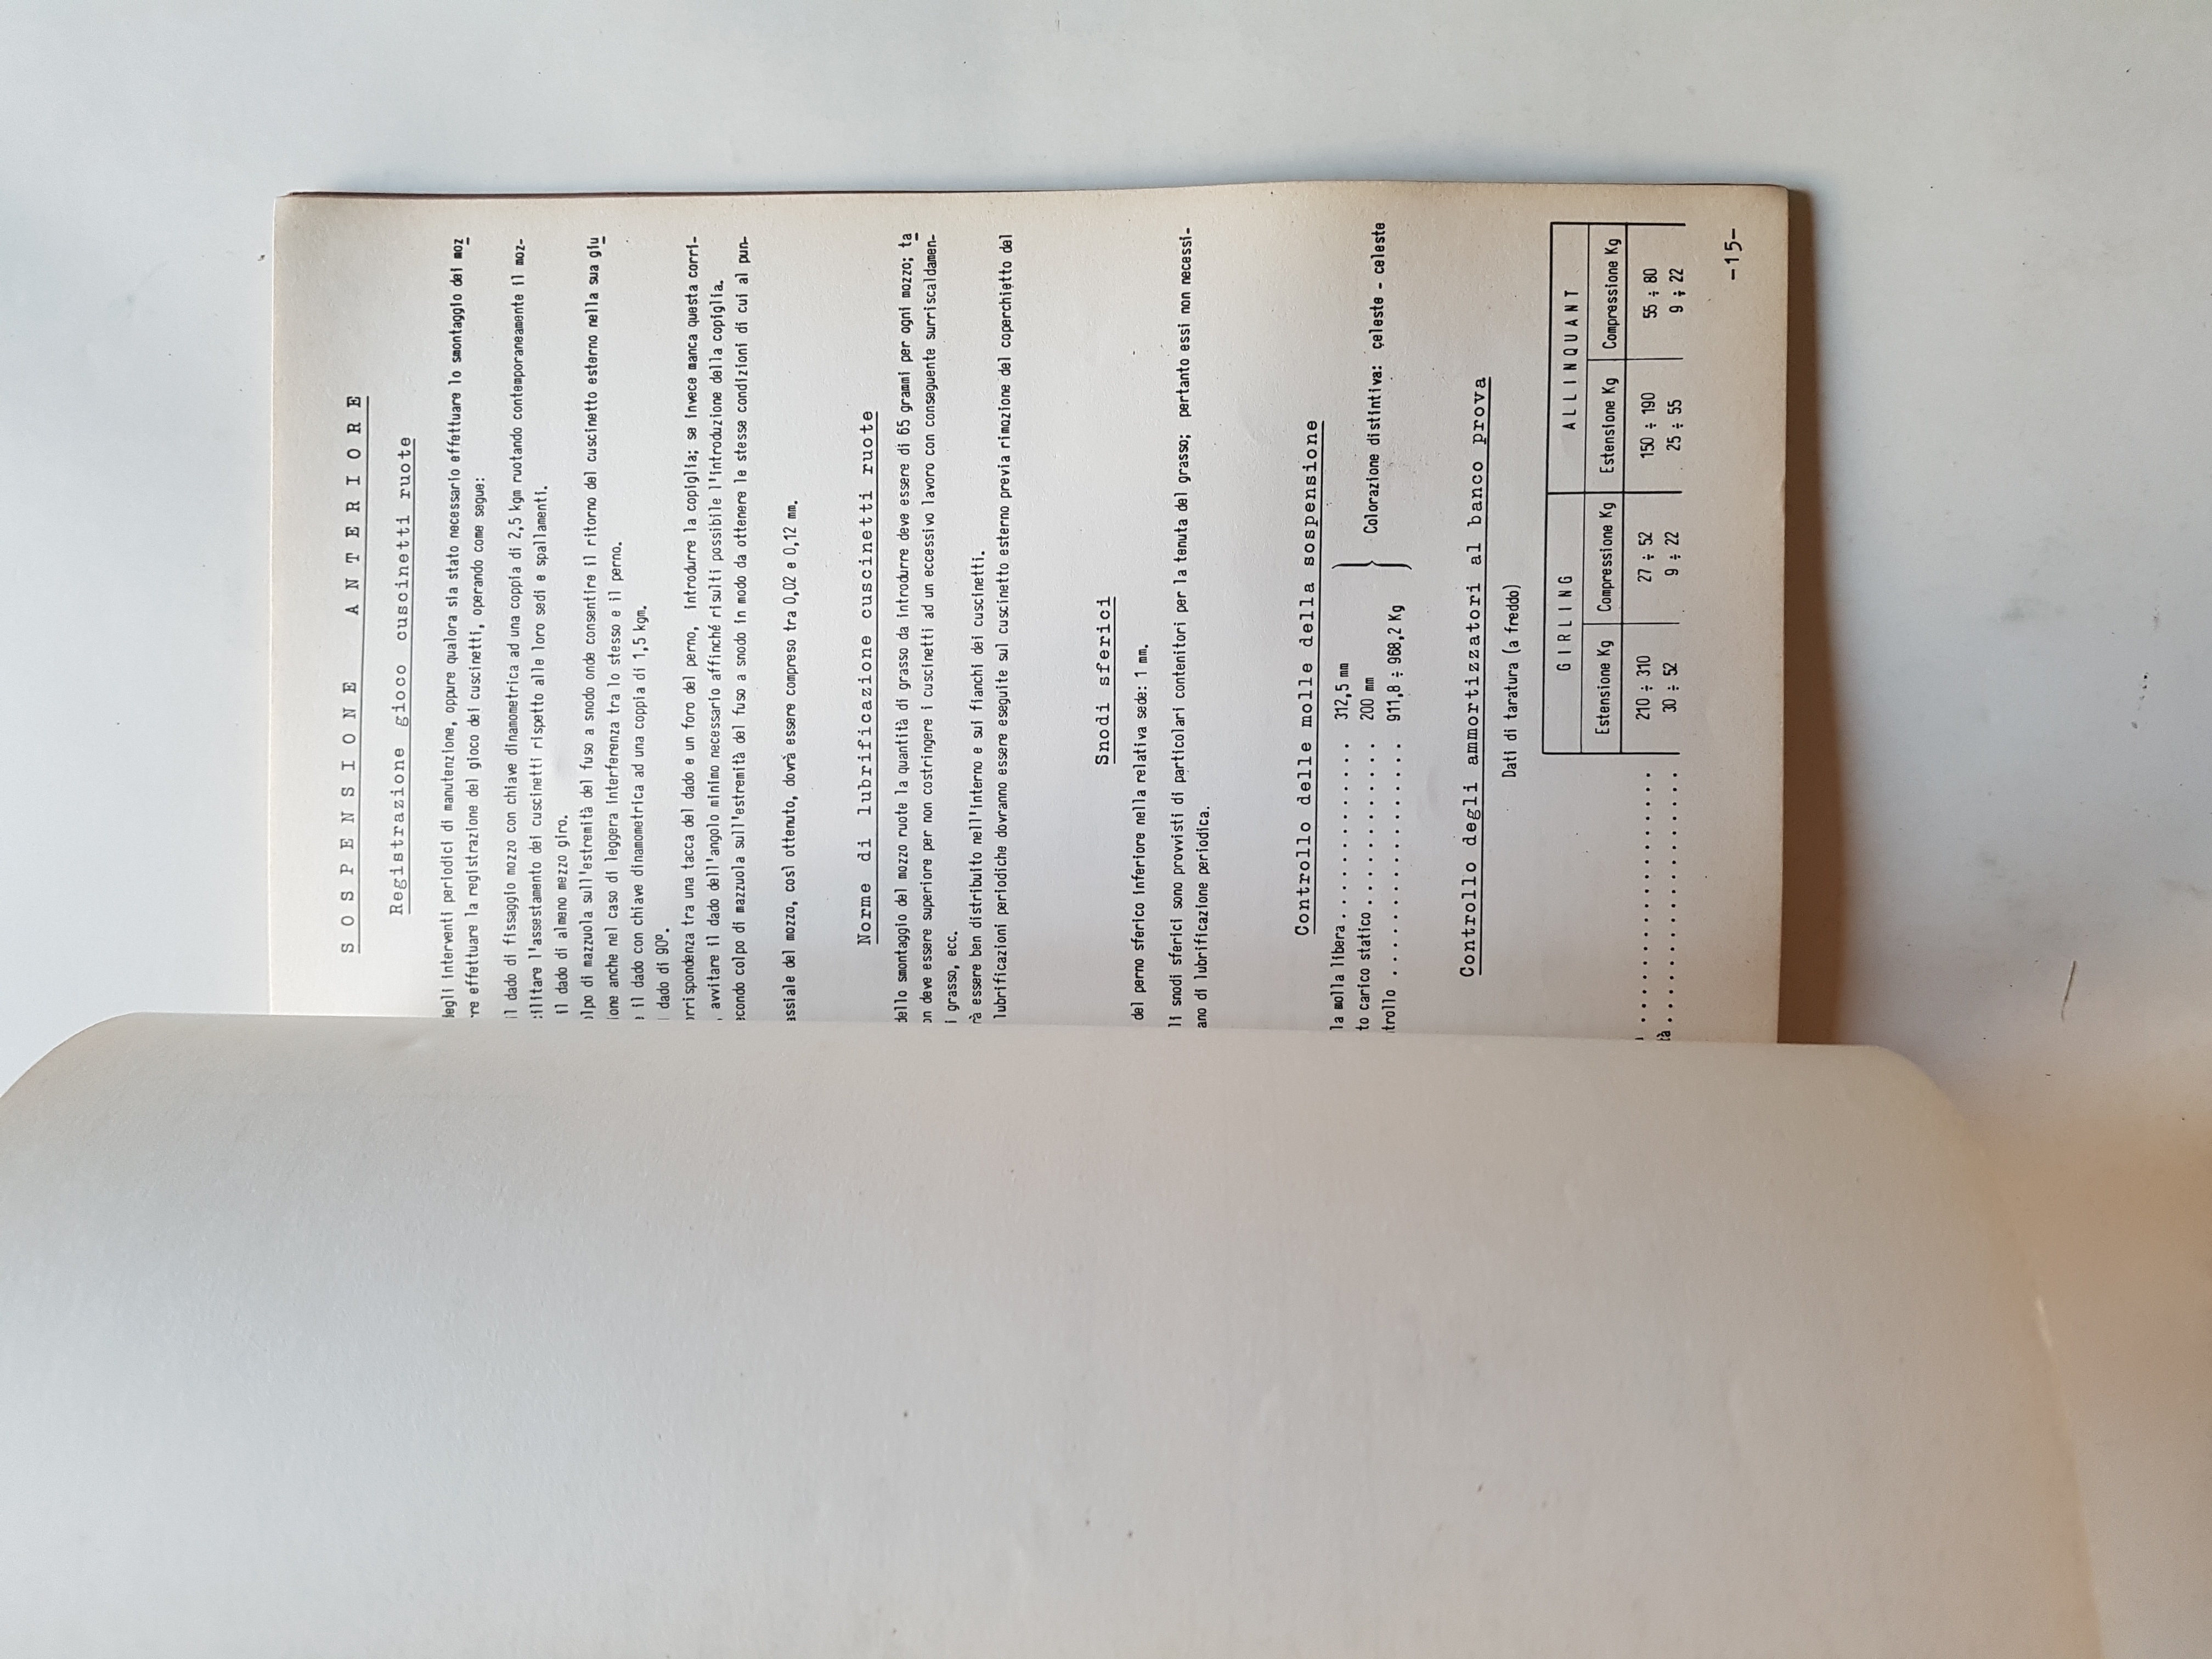 SOSPENSIONE ANTERIORE
Registrazione gioco cuscinetti ruote
interventi periodici di manutenzione, oppure qualora sia stato necessario effettuare lo smontaggio dei moz
effettuare la registrazione del gioco dei cuscinetti, operando come segue:
dado di fissaggio mozzo con chiave dinamometrica ad una coppia di 2,5 kgm ruotando contemporaneamente il moz-
l'assestamento dei cuscinetti rispetto alle loro sedi e spallamenti.
il dado di almeno mezzo giro.
di mazzuola sull'estremità del fuso a snodo onde consentire il ritorno del cuscinetto esterno nella sua giu
anche nel caso di leggera interferenza tra lo stesso e il perno.
il dado con chiave dinamometrica ad una coppia di 1,5 kgm.
dado di 90º.
tra una tacca del dado e un foro del perno, introdurre la copiglia; se invece manca questa corri-
, avvitare il dado dell'angolo minimo necessario affinché risulti possibile l'introduzione della copiglia.
colpo di mazzuola sull'estremità del fuso a snodo in modo da ottenere le stesse condizioni di cui al pun-
assiale del mozzo, così ottenuto, dovrà essere compreso tra 0,02 e 0,12 mm.
Norme di lubrificazione cuscinetti ruote
dello smontaggio del mozzo ruote la quantità di grasso da introdurre deve essere di 65 grammi per ogni mozzo; ta
deve essere superiore per non costringere i cuscinetti ad un eccessivo lavoro con conseguente surriscaldamen-
grasso, ecc.
rà essere ben distribuito nell'interno e sui fianchi dei cuscinetti.
lubrificazioni periodiche dovranno essere eseguite sul cuscinetto esterno previa rimozione del coperchietto del
Snodi sferici
del perno sferico inferiore nella relativa sede: 1 mm.
li snodi sferici sono provvisti di particolari contenitori per la tenuta del grasso; pertanto essi non necessi-
ano di lubrificazione periodica.
Controllo delle molle della sospensione
la molla libera.............. 312,5 mm
to carico statico............ 200 mm
trollo .................. 911,8 ÷ 968,2 Kg
Colorazione distintiva: celeste - celeste
Controllo degli ammortizzatori al banco prova
Dati di taratura (a freddo)
GIRLING ALLINQUANT
Estensione Kg Compressione Kg Estensione Kg Compressione Kg
.................. 210 ÷ 310 27 ÷ 52 150 ÷ 190 55 ÷ 80
tà .................. 30 ÷ 52 9 ÷ 22 25 ÷ 55 9 ÷ 22
-15-